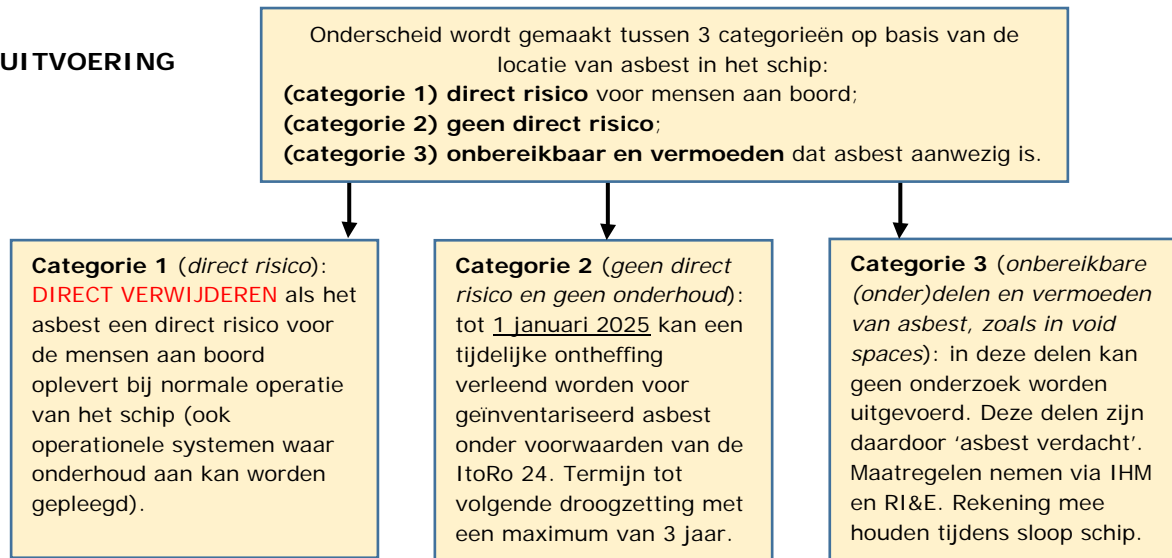 UITVOERING
Onderscheid wordt gemaakt tussen 3 categorieën op basis van de
locatie van asbest in het schip:
(categorie 1) direct risico voor mensen aan boord;
(categorie 2) geen direct risico;
(categorie 3) onbereikbaar en vermoeden dat asbest aanwezig is.
Categorie 1 (direct risico):
DIRECT VERWIJDEREN als het
asbest een direct risico voor
de mensen aan boord
oplevert bij normale operatie
van het schip (ook
operationele systemen waar
onderhoud aan kan worden
gepleegd).
Categorie 2 (geen direct
risico en geen onderhoud):
tot 1 januari 2025 kan een
tijdelijke ontheffing
verleend worden voor
geïnventariseerd asbest
onder voorwaarden van de
ItoRo 24. Termijn tot
volgende droogzetting met
een maximum van 3 jaar.
Categorie 3 (onbereikbare
(onder)delen en vermoeden
van asbest, zoals in void
spaces): in deze delen kan
geen onderzoek worden
uitgevoerd. Deze delen zijn
daardoor ‘asbest verdacht’.
Maatregelen nemen via IHM
en RI&E. Rekening mee
houden tijdens sloop schip.